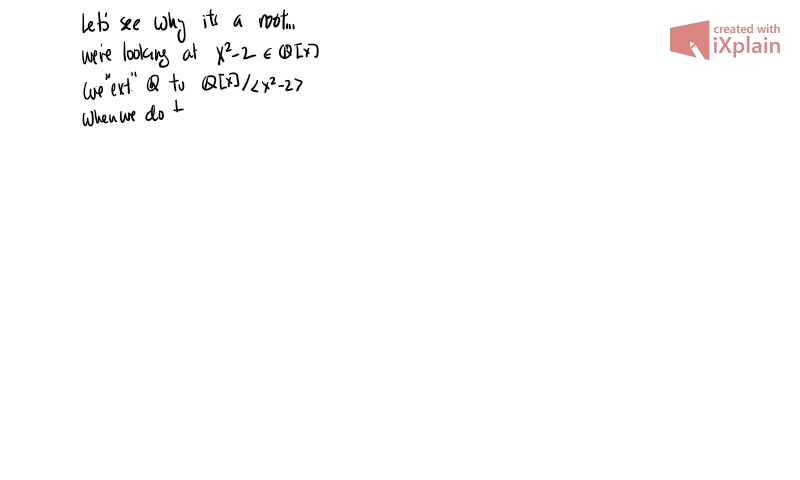 Let's see why its a root...
we're looking at x²-2 ∈ ℚ[x]
we "ext" ℚ to ℚ[x]/<x²-2>
When we do t
created with
iXplain